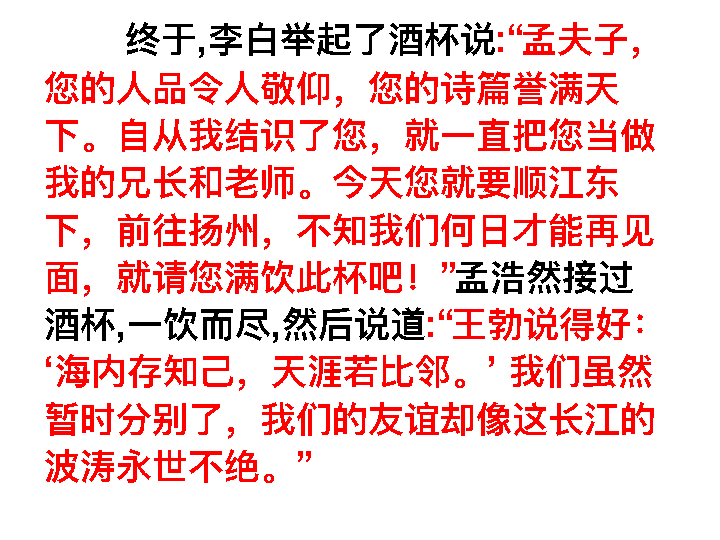 终于,李白举起了酒杯说:“孟夫子，
您的人品令人敬仰，您的诗篇誉满天
下。自从我结识了您，就一直把您当做
我的兄长和老师。今天您就要顺江东
下，前往扬州，不知我们何日才能再见
面，就请您满饮此杯吧！”孟浩然接过
酒杯,一饮而尽,然后说道:“王勃说得好：
‘海内存知己，天涯若比邻。’ 我们虽然
暂时分别了，我们的友谊却像这长江的
波涛永世不绝。”